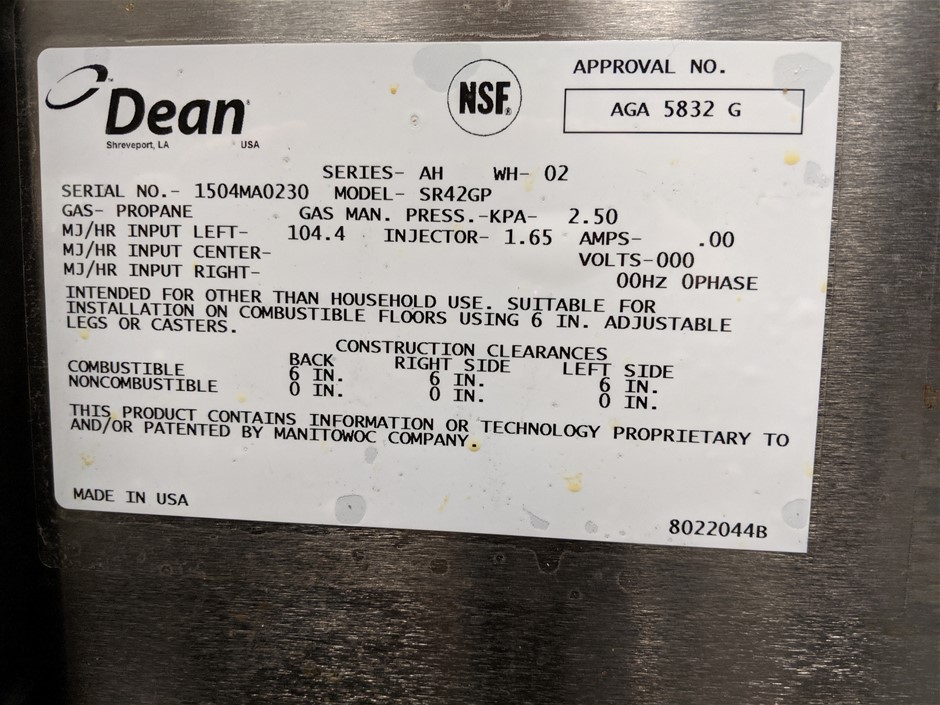 Dean
Shreveport, LA USA
NSF®
APPROVAL NO.
AGA 5832 G
SERIES- AH WH- 02
SERIAL NO.- 1504MA0230 MODEL- SR42GP
GAS- PROPANE GAS MAN. PRESS.-KPA- 2.50
MJ/HR INPUT LEFT- 104.4 INJECTOR- 1.65 AMPS- .00
MJ/HR INPUT CENTER- VOLTS-000
MJ/HR INPUT RIGHT- 00Hz 0PHASE
INTENDED FOR OTHER THAN HOUSEHOLD USE. SUITABLE FOR
INSTALLATION ON COMBUSTIBLE FLOORS USING 6 IN. ADJUSTABLE
LEGS OR CASTERS.
CONSTRUCTION CLEARANCES
BACK RIGHT SIDE LEFT SIDE
COMBUSTIBLE 6 IN. 6 IN. 6 IN.
NONCOMBUSTIBLE 0 IN. 0 IN. 0 IN.
THIS PRODUCT CONTAINS INFORMATION OR TECHNOLOGY PROPRIETARY TO
AND/OR PATENTED BY MANITOWOC COMPANY.
MADE IN USA
8022044B